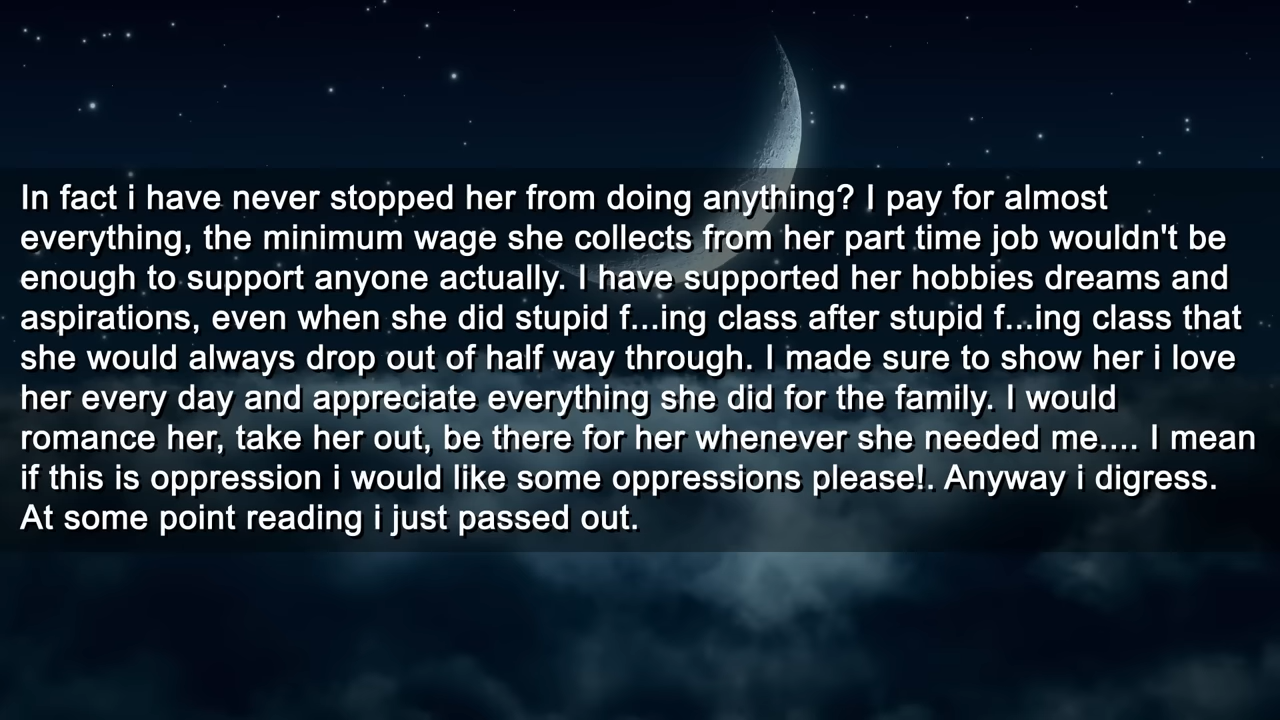 In fact i have never stopped her from doing anything? I pay for almost
everything, the minimum wage she collects from her part time job wouldn't be
enough to support anyone actually. I have supported her hobbies dreams and
aspirations, even when she did stupid f...ing class after stupid f...ing class that
she would always drop out of half way through. I made sure to show her i love
her every day and appreciate everything she did for the family. I would
romance her, take her out, be there for her whenever she needed me.... I mean
if this is oppression i would like some oppressions please!. Anyway i digress.
At some point reading i just passed out.